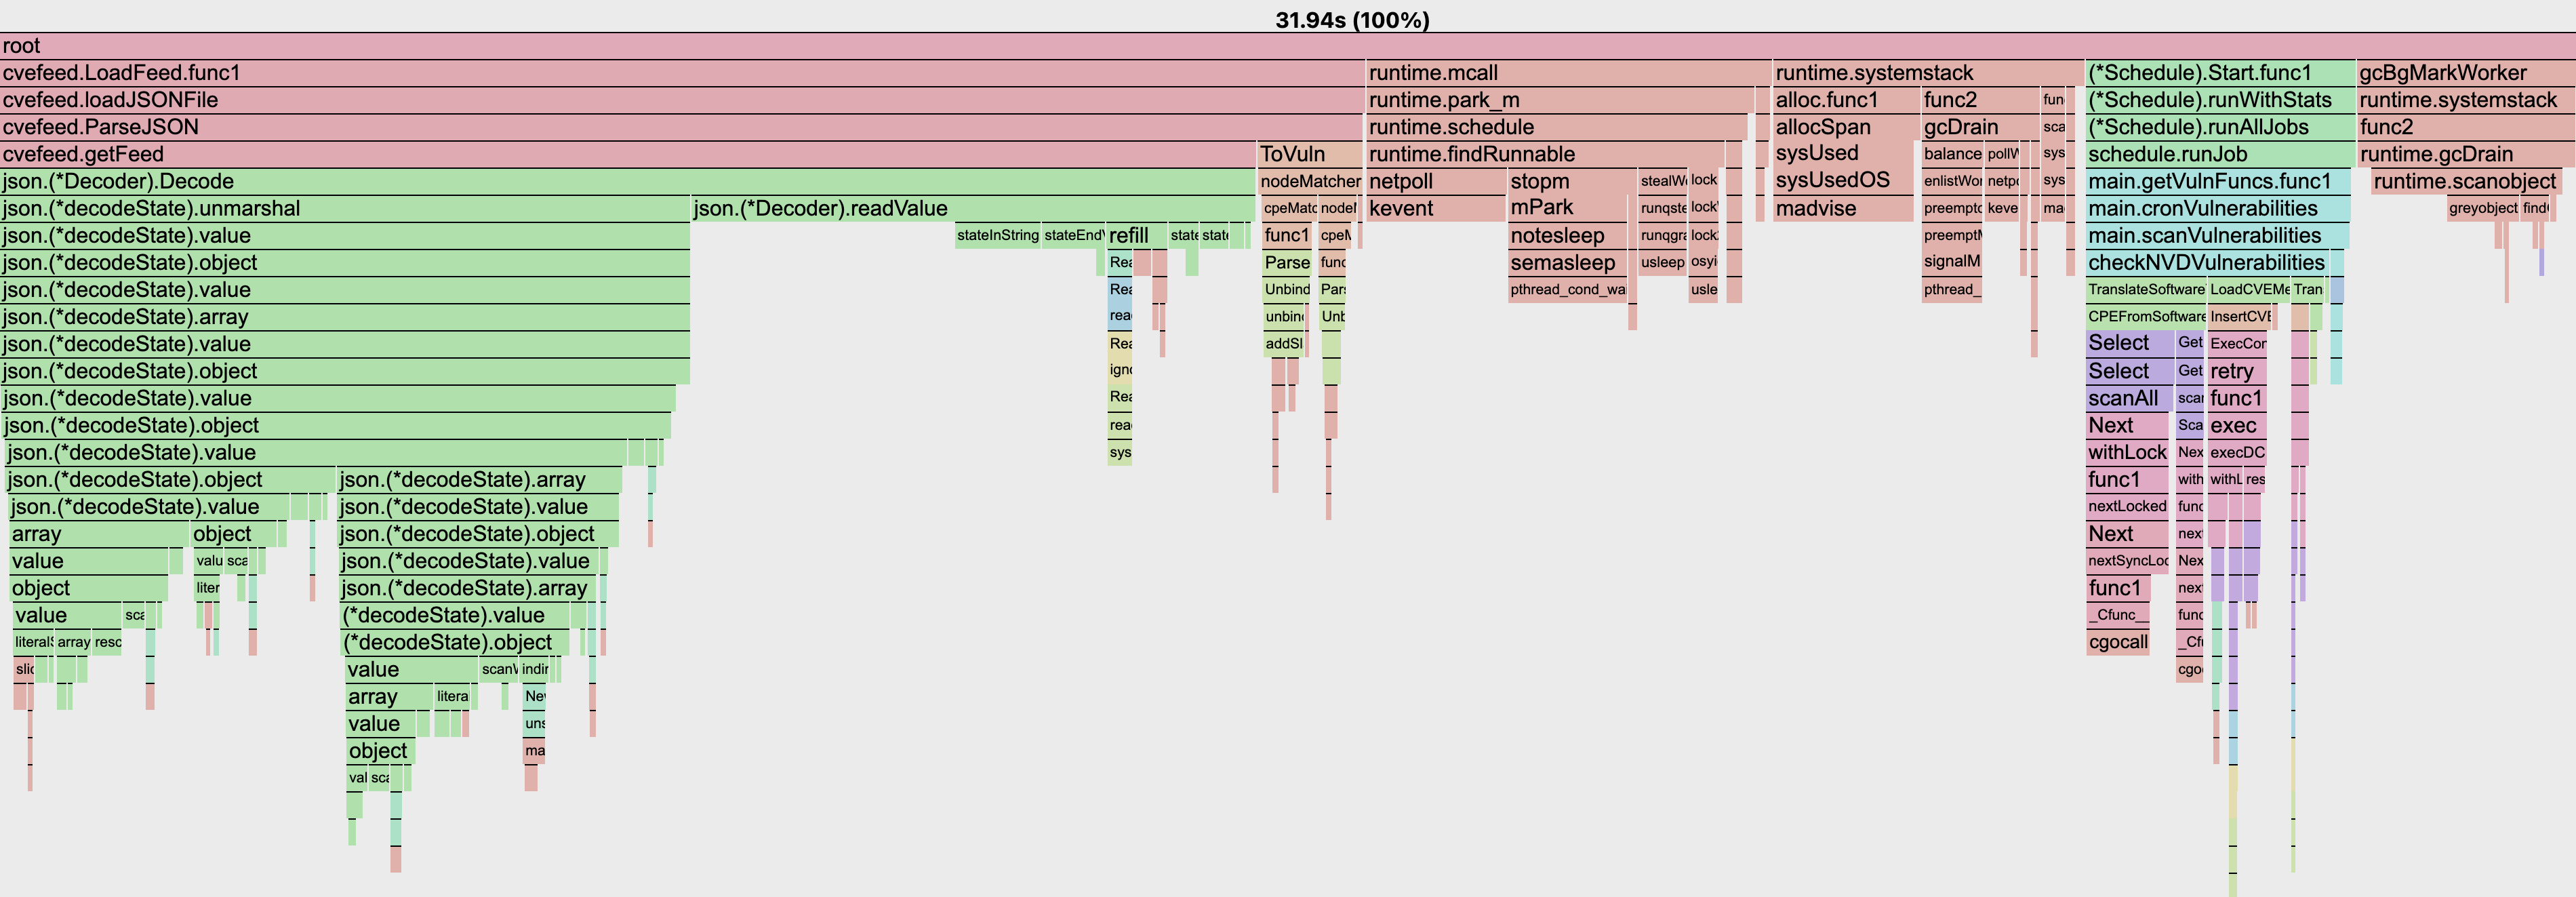 31.94s (100%)
root
cvefeed.LoadFeed.func1 runtime.mcall runtime.systemstack (*Schedule).Start.func1 gcBgMarkWorker
cvefeed.loadJSONFile runtime.park_m alloc.func1 func2 fun (*Schedule).runWithStats runtime.systemstack
cvefeed.ParseJSON runtime.schedule allocSpan gcDrain sca (*Schedule).runAllJobs func2
cvefeed.getFeed ToVuln runtime.findRunnable sysUsed balance pollW sys schedule.runJob runtime.gcDrain
json.(*Decoder).Decode nodeMatcher netpoll stopm stealWo lock sysUsedOS enlistWor netpo sys main.getVulnFuncs.func1 runtime.scanobject
json.(*decodeState).unmarshal json.(*Decoder).readValue cpeMatc nodeM kevent mPark runqste lock madvise preempto keve ma main.cronVulnerabilities greyobject find
json.(*decodeState).value stateInString stateEndV refill state state func1 cpeM notesleep runqgra lock2 preemptM main.scanVulnerabilities
json.(*decodeState).object Rea Parse func semasleep usleep osyi signalM checkNVDVulnerabilities
json.(*decodeState).value Rea Unbind Pars pthread_cond_wa usle pthread_ TranslateSoftware LoadCVEMe Tran
json.(*decodeState).array rea unbin Unb CPEFromSoftware InsertCVE
json.(*decodeState).value Rea addSl Select Get ExecCon
json.(*decodeState).object igno Select Get retry
json.(*decodeState).value Rea scanAll scan func1
json.(*decodeState).object rea Next Sca exec
json.(*decodeState).value sys withLock Nex execDC
json.(*decodeState).object json.(*decodeState).array func1 with withL res
json.(*decodeState).value json.(*decodeState).value nextLocked func
array object json.(*decodeState).object Next next
value valu sca json.(*decodeState).value nextSyncLoc Nex
object liter json.(*decodeState).array func1 next
value sca (*decodeState).value _Cfunc__ func
literalS array resc (*decodeState).object cgocall _Cf
slic value scanW indir cgo
array litera Nev
value uns
object ma
val sca